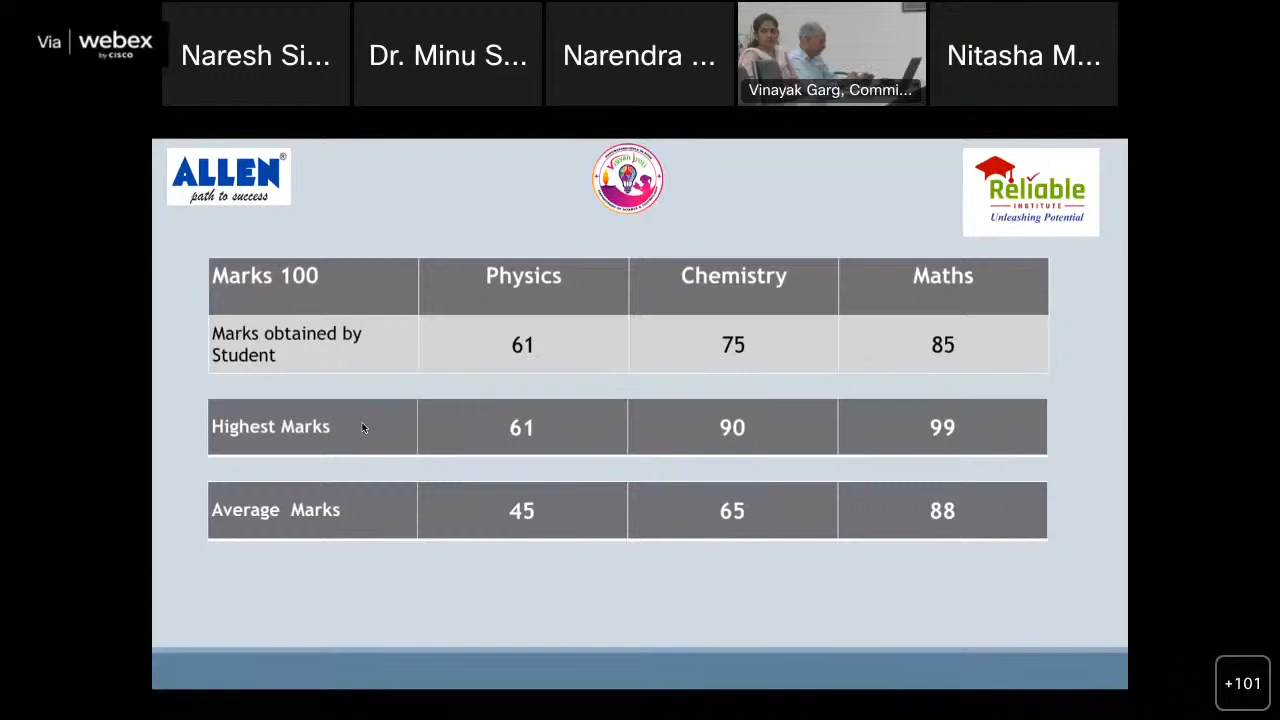 Via webex
by CISCO
Naresh Si...
Dr. Minu S...
Narendra ...
Vinayak Garg, Commi...
Nitasha M...
ALLEN®
path to success
Vigyan Jyoti
Reliable
INSTITUTE
Unleashing Potential
Marks 100 Physics Chemistry Maths
Marks obtained by
Student 61 75 85
Highest Marks 61 90 99
Average Marks 45 65 88
+101